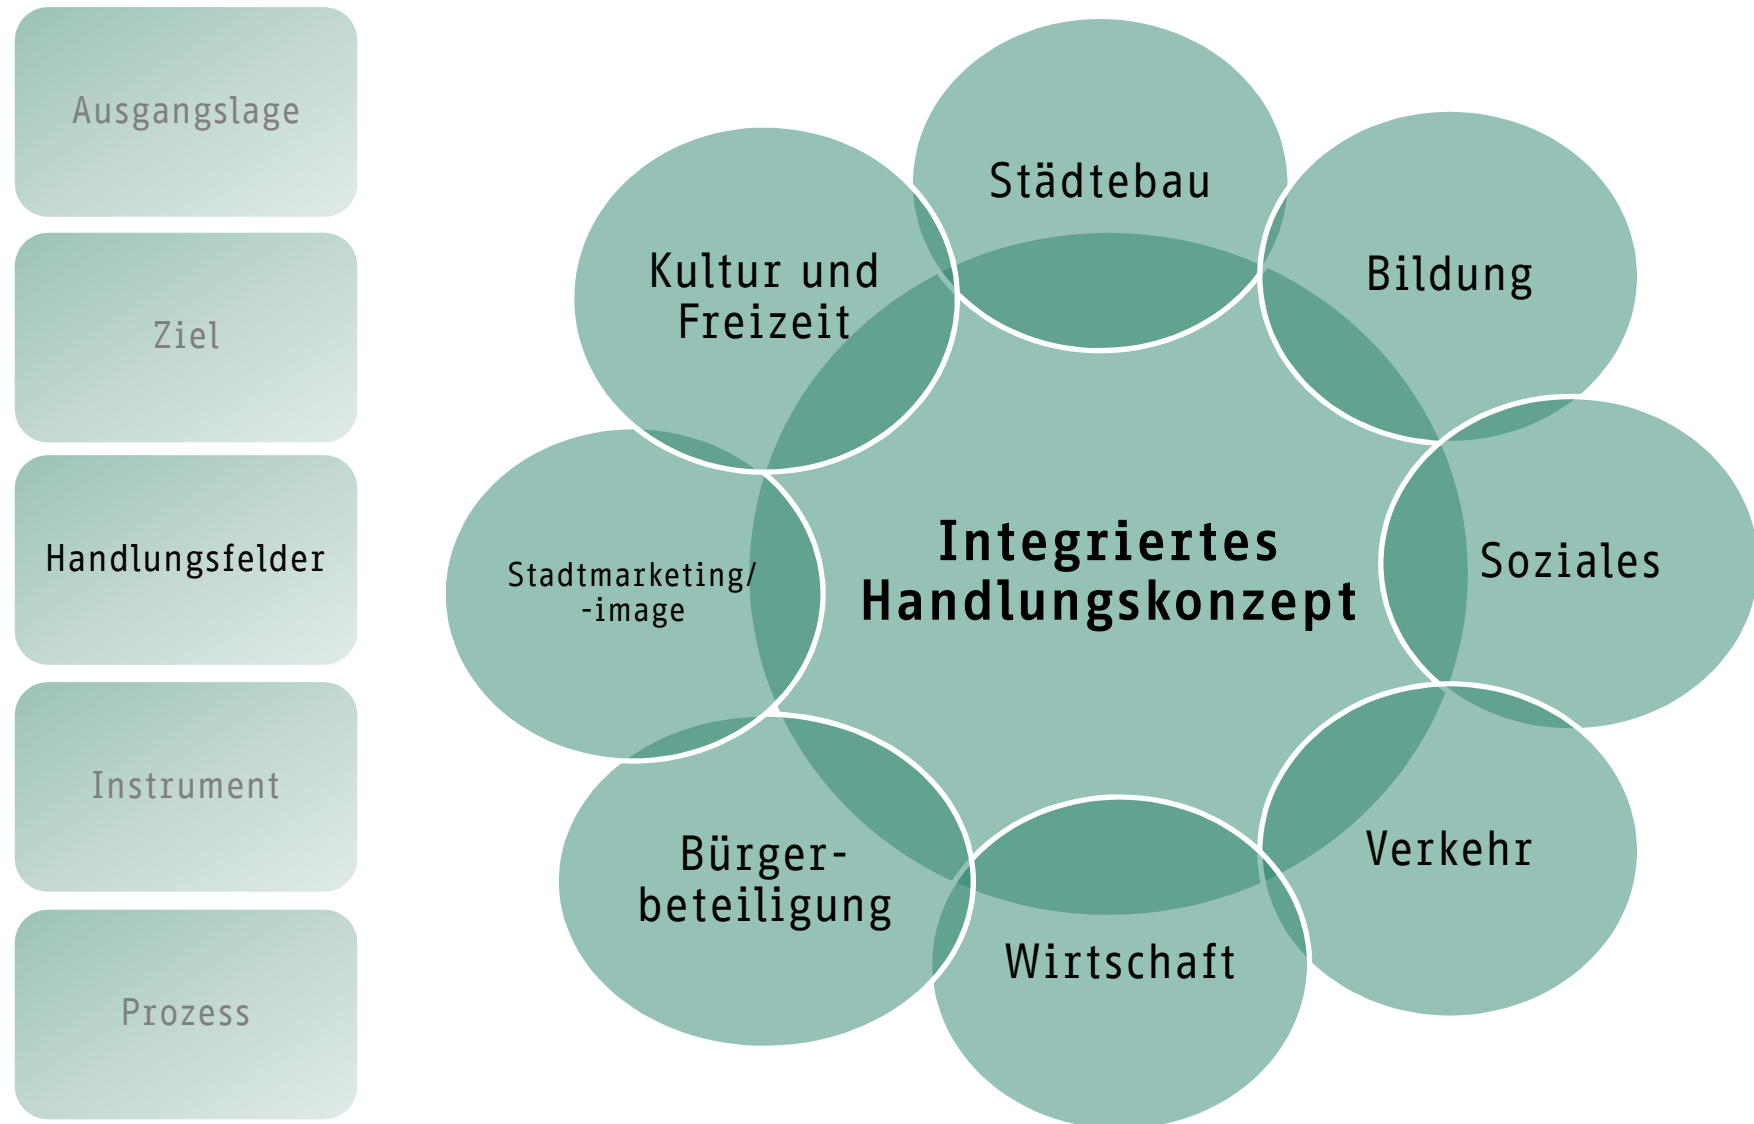 Ausgangslage
Ziel
Handlungsfelder
Instrument
Prozess
Städtebau
Bildung
Soziales
Verkehr
Wirtschaft
Bürger-
beteiligung
Stadtmarketing/
-image
Kultur und
Freizeit
Integriertes
Handlungskonzept